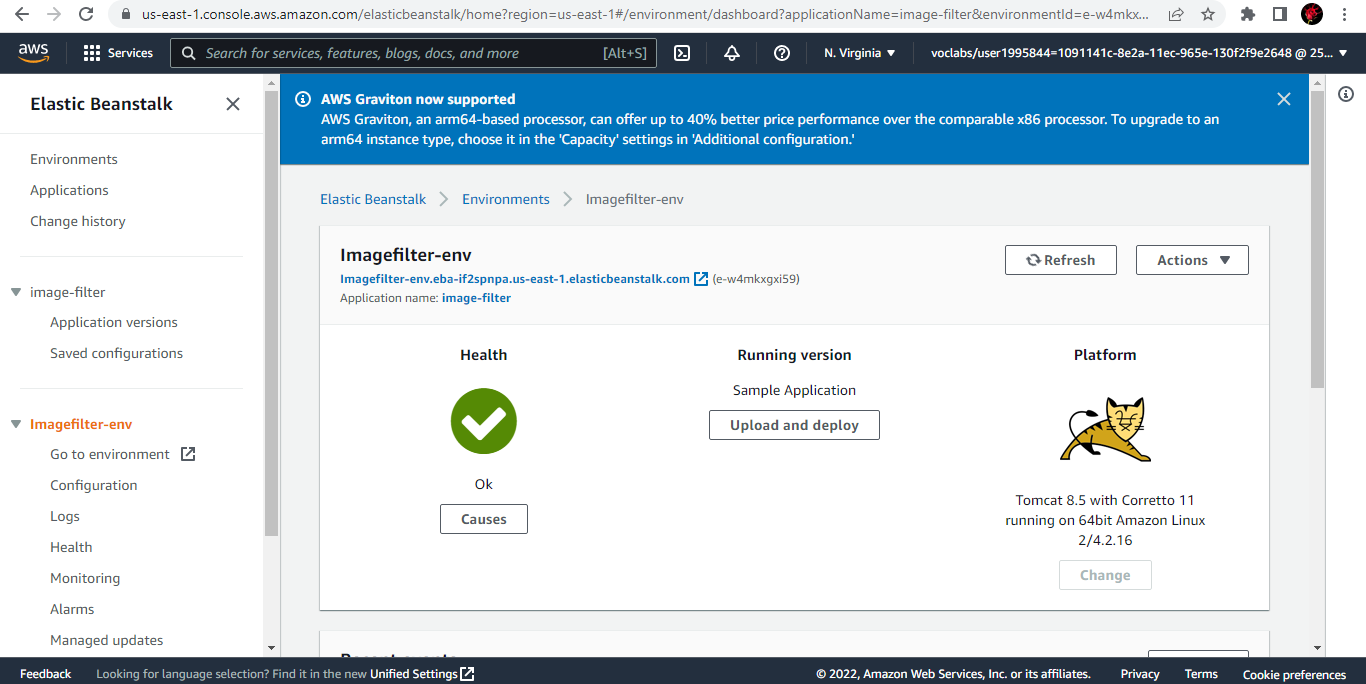 us-east-1.console.aws.amazon.com/elasticbeanstalk/home?region=us-east-1#/environment/dashboard?applicationName=image-filter&environmentId=e-w4mkx...
aws
Services
Search for services, features, blogs, docs, and more
[Alt+S]
N. Virginia
voclabs/user1995844=1091141c-8e2a-11ec-965e-130f2f9e2648 @ 25...
Elastic Beanstalk
Environments
Applications
Change history
image-filter
Application versions
Saved configurations
Imagefilter-env
Go to environment
Configuration
Logs
Health
Monitoring
Alarms
Managed updates
AWS Graviton now supported
AWS Graviton, an arm64-based processor, can offer up to 40% better price performance over the comparable x86 processor. To upgrade to an
arm64 instance type, choose it in the 'Capacity' settings in 'Additional configuration.'
Elastic Beanstalk
Environments
Imagefilter-env
Imagefilter-env
Imagefilter-env.eba-if2spnpa.us-east-1.elasticbeanstalk.com (e-w4mkxgxi59)
Application name: image-filter
Refresh
Actions
Health
Ok
Causes
Running version
Sample Application
Upload and deploy
Platform
Tomcat 8.5 with Corretto 11
running on 64bit Amazon Linux
2/4.2.16
Change
Recent events
Feedback
Looking for language selection? Find it in the new Unified Settings
© 2022, Amazon Web Services, Inc. or its affiliates.
Privacy
Terms
Cookie preferences